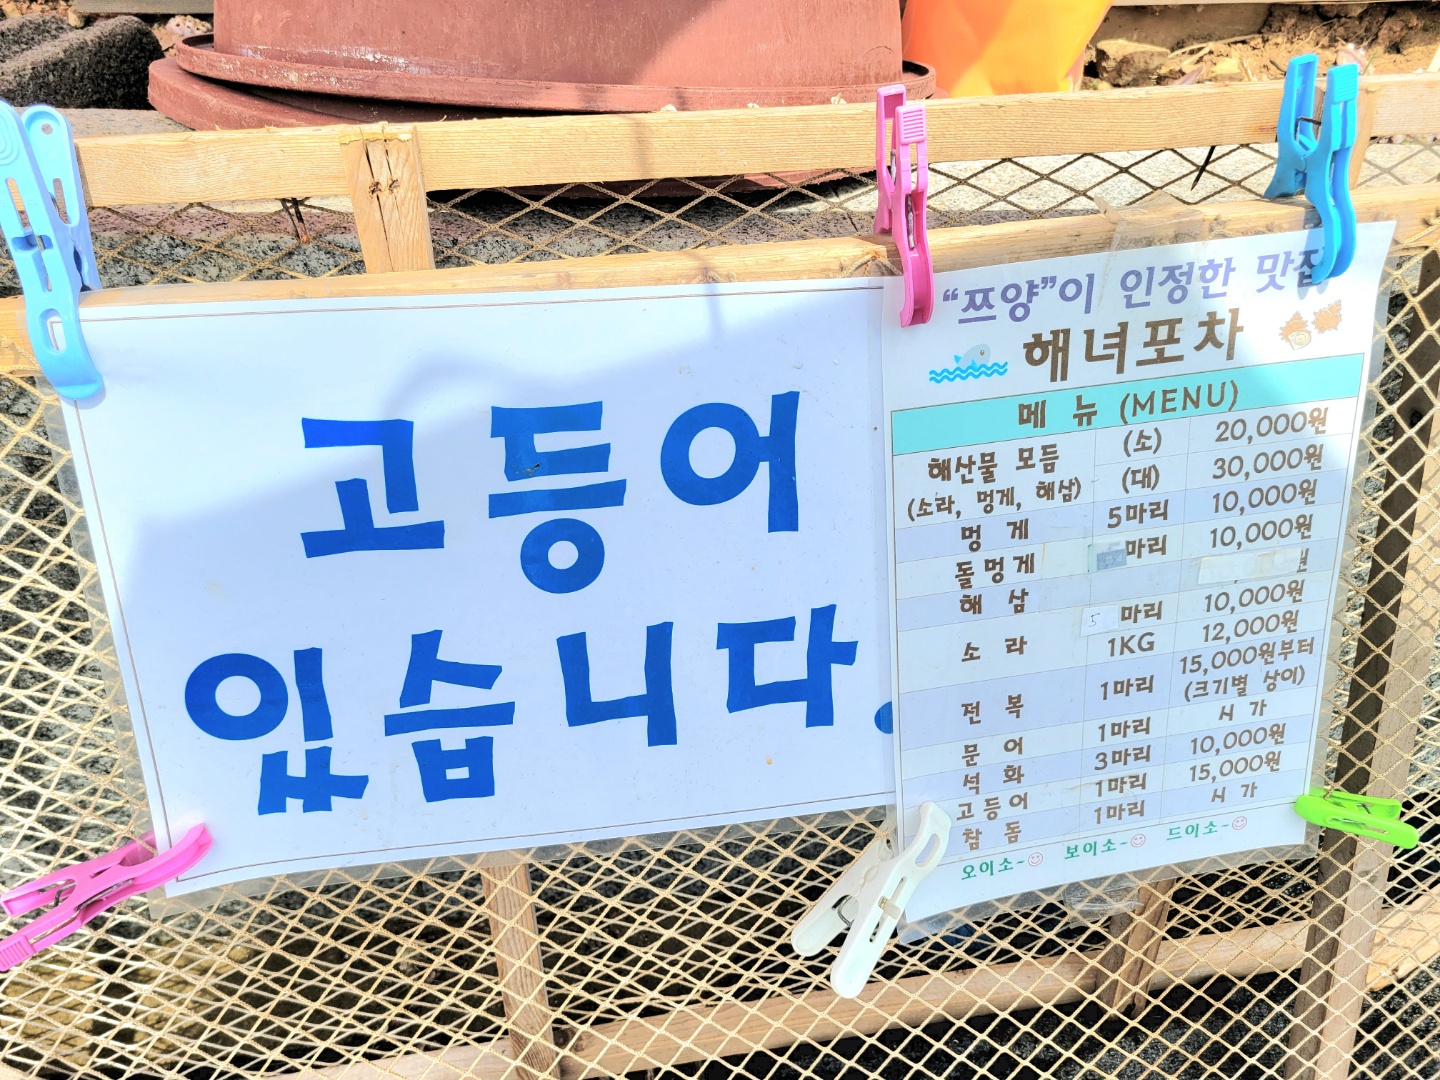 고등어
있습니다.
“쯔양”이 인정한 맛집
해녀포차
메 뉴 (MENU)
해산물 모듬 (소) 20,000원
(소라, 멍게, 해삼) (대) 30,000원
멍 게 5마리 10,000원
돌멍게 마리 10,000원
해 삼 원
소 라 5 마리 10,000원
1KG 12,000원
전 복 1마리 15,000원부터
(크기별 상이)
문 어 1마리 시 가
석 화 3마리 10,000원
고등어 1마리 15,000원
참 돔 1마리 시 가
오이소~ 보이소~ 드이소~